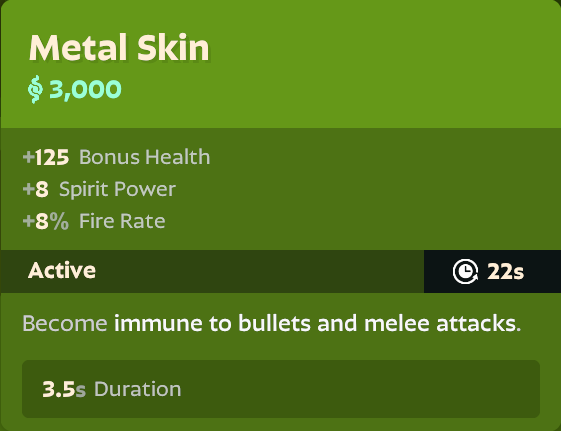 Metal Skin
3,000
+125 Bonus Health
+8 Spirit Power
+8% Fire Rate
Active 22s
Become immune to bullets and melee attacks.
3.5s Duration